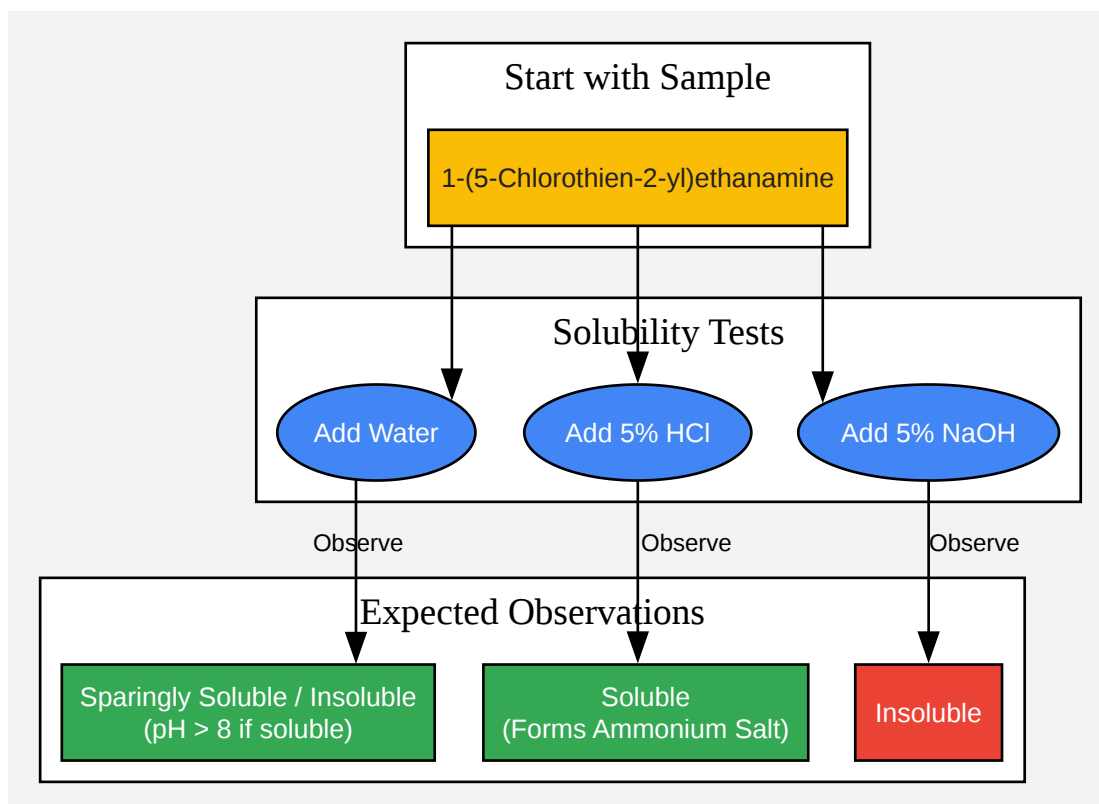 Start with Sample
1-(5-Chlorothien-2-yl)ethanamine
Solubility Tests
Add Water
Add 5% HCl
Add 5% NaOH
Observe
Observe
Observe
Expected Observations
Sparingly Soluble / Insoluble
(pH > 8 if soluble)
Soluble
(Forms Ammonium Salt)
Insoluble